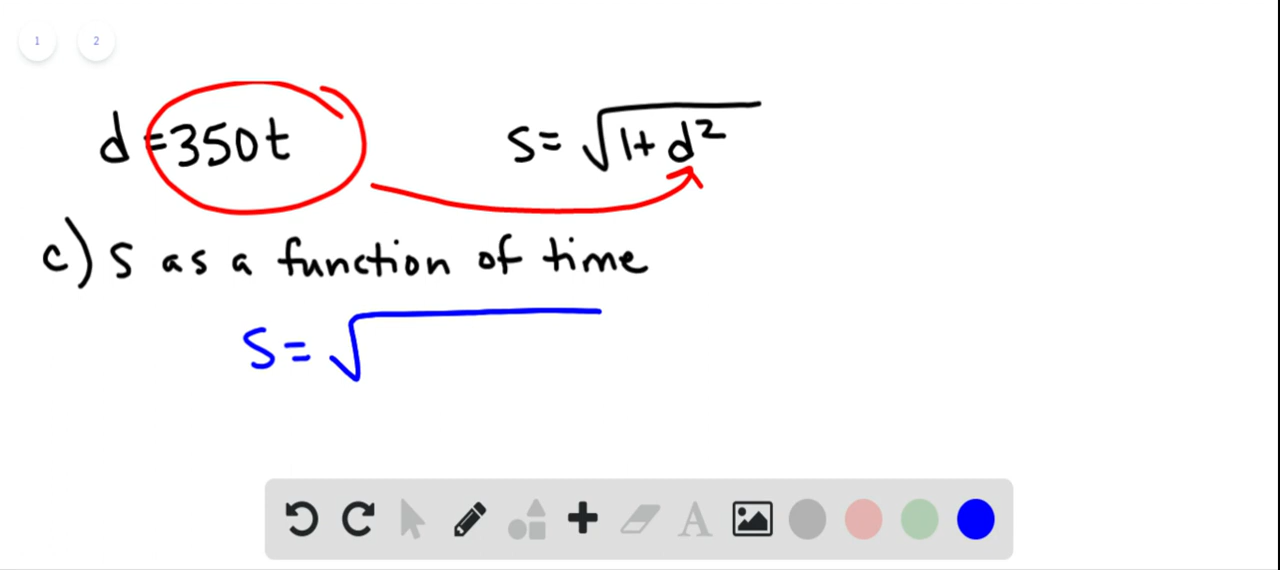 1 2
d = 350t s = √1+d²
c) s as a function of time
s = √
A